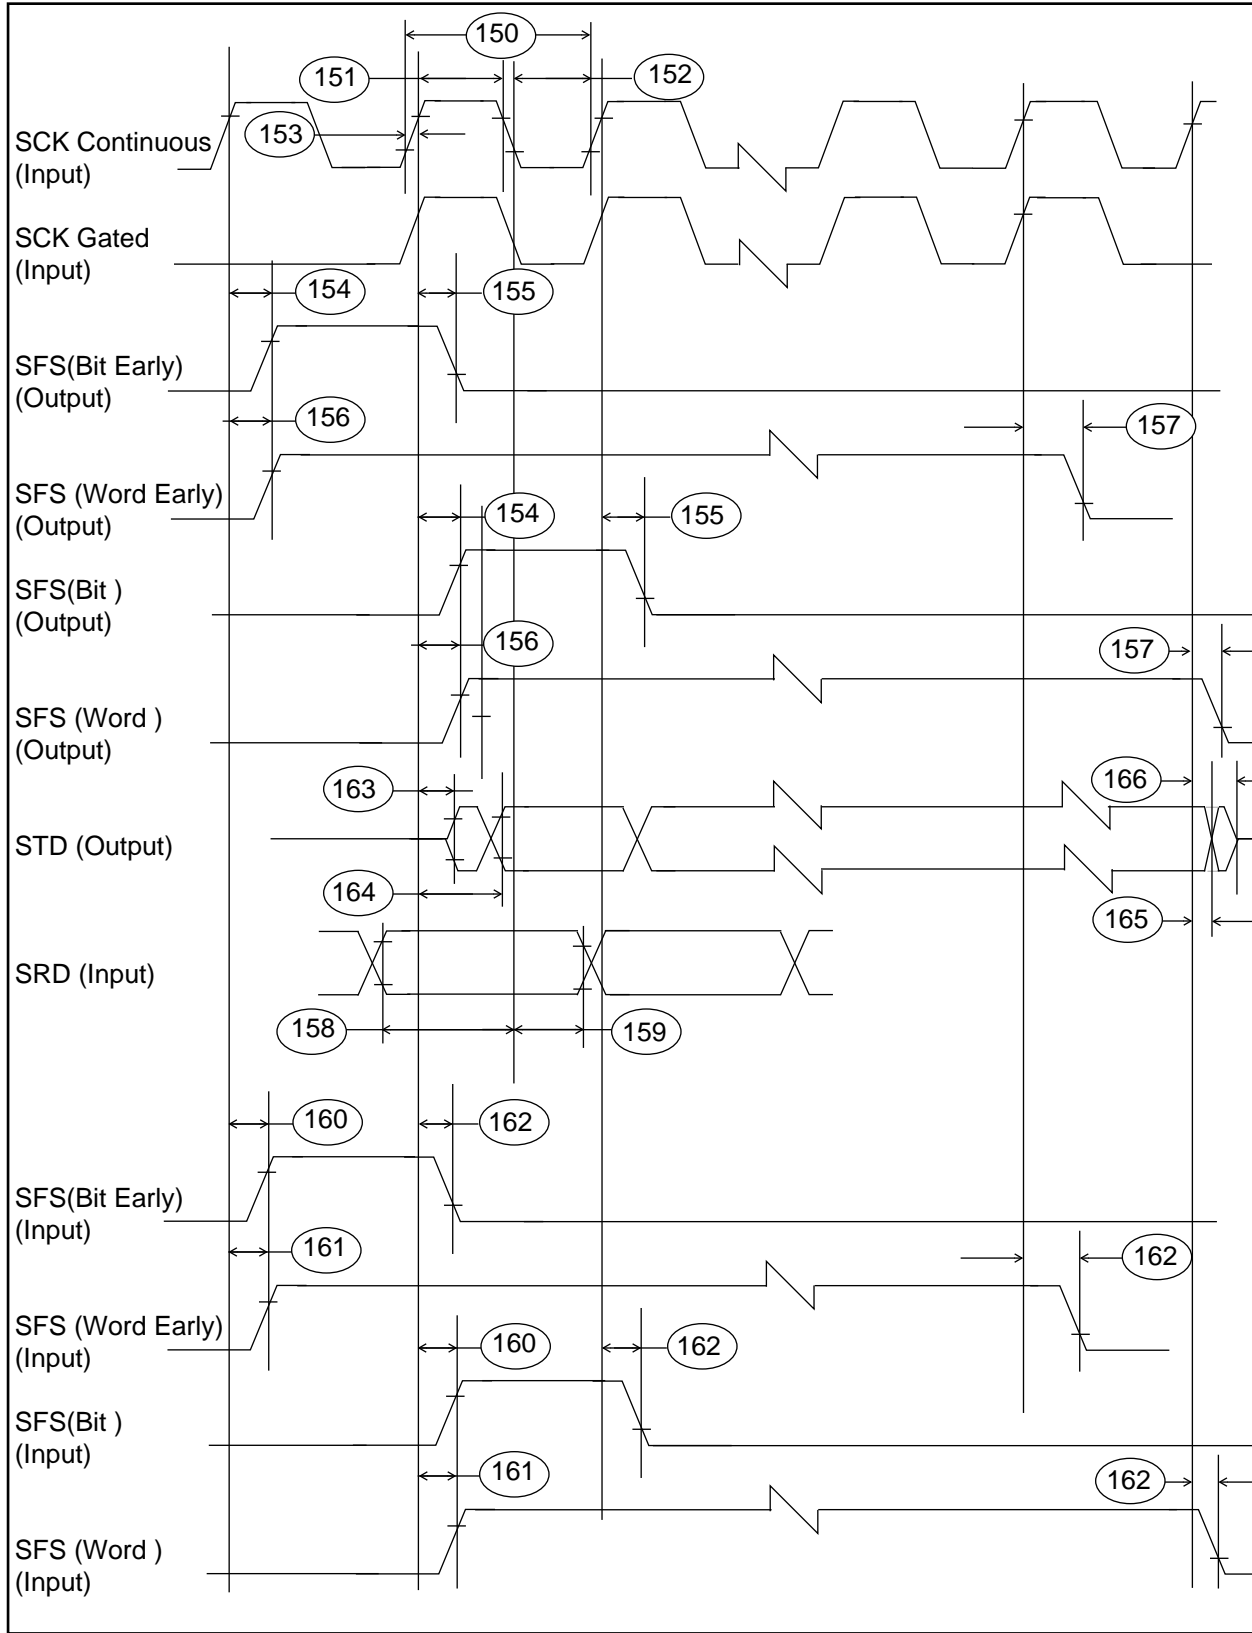 150
151
152
SCK Continuous
(Input)
153
SCK Gated
(Input)
154
155
SFS(Bit Early)
(Output)
156
157
SFS (Word Early)
(Output)
154
155
SFS(Bit )
(Output)
156
157
SFS (Word )
(Output)
163
166
STD (Output)
164
165
SRD (Input)
158
159
160
162
SFS(Bit Early)
(Input)
161
162
SFS (Word Early)
(Input)
160
162
SFS(Bit )
(Input)
161
162
SFS (Word )
(Input)